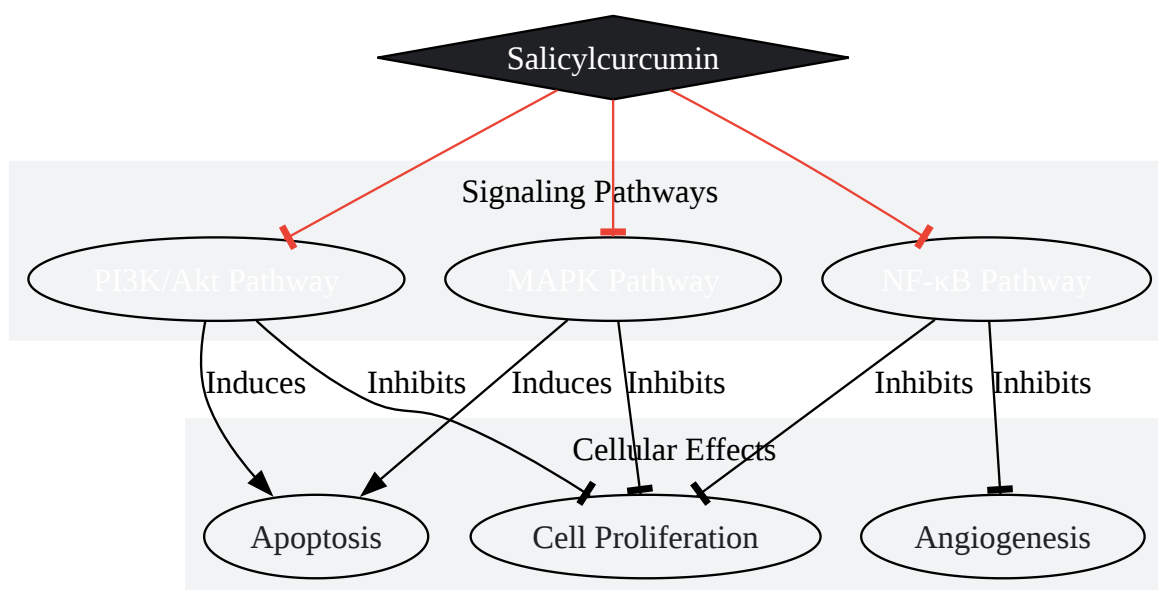 Salicylcurcumin
Signaling Pathways
PI3K/Akt Pathway
MAPK Pathway
NF-κB Pathway
Induces
Inhibits
Induces
Inhibits
Inhibits
Inhibits
Cellular Effects
Apoptosis
Cell Proliferation
Angiogenesis